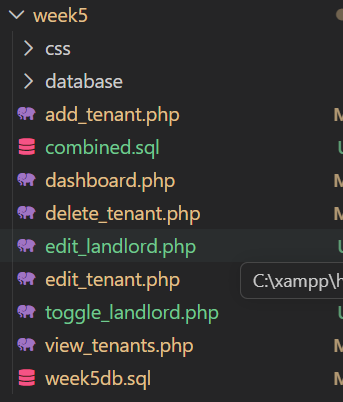 week5
css
database
add_tenant.php
combined.sql
dashboard.php
delete_tenant.php
edit_landlord.php
edit_tenant.php
C:\xampp\h
toggle_landlord.php
view_tenants.php
week5db.sql